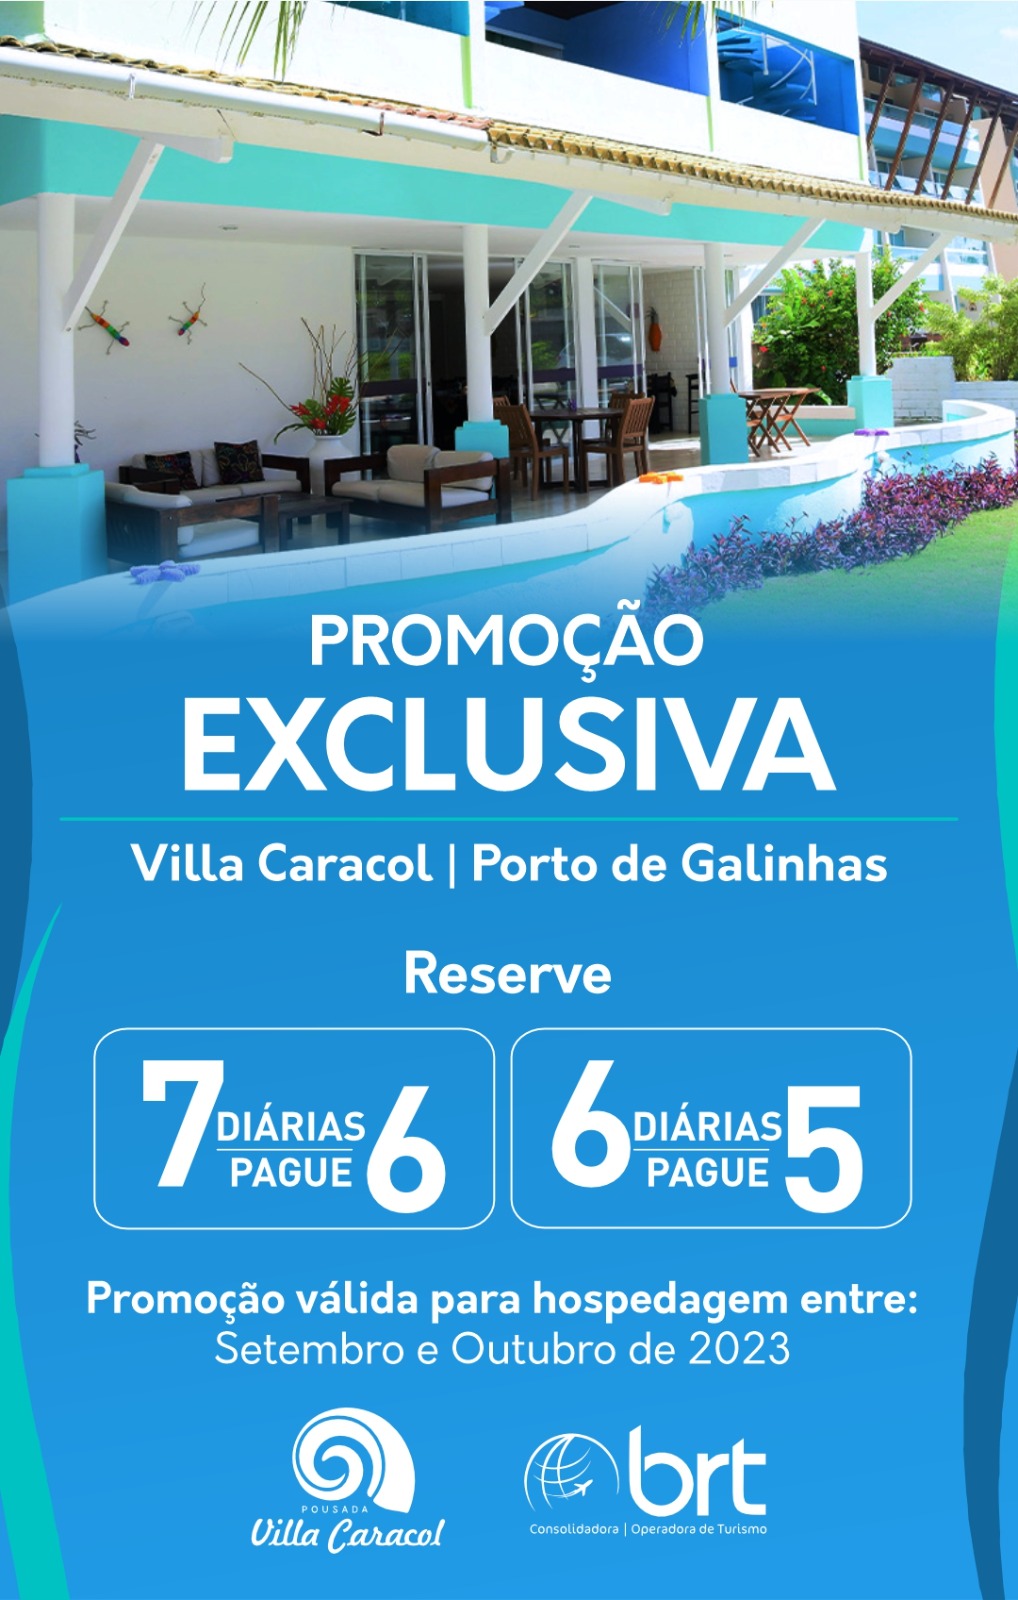 PROMOÇÃO
EXCLUSIVA
Villa Caracol | Porto de Galinhas
Reserve
7 DIÁRIAS PAGUE 6
6 DIÁRIAS PAGUE 5
Promoção válida para hospedagem entre:
Setembro e Outubro de 2023
POUSADA
Villa Caracol
brt
Consolidadora | Operadora de Turismo